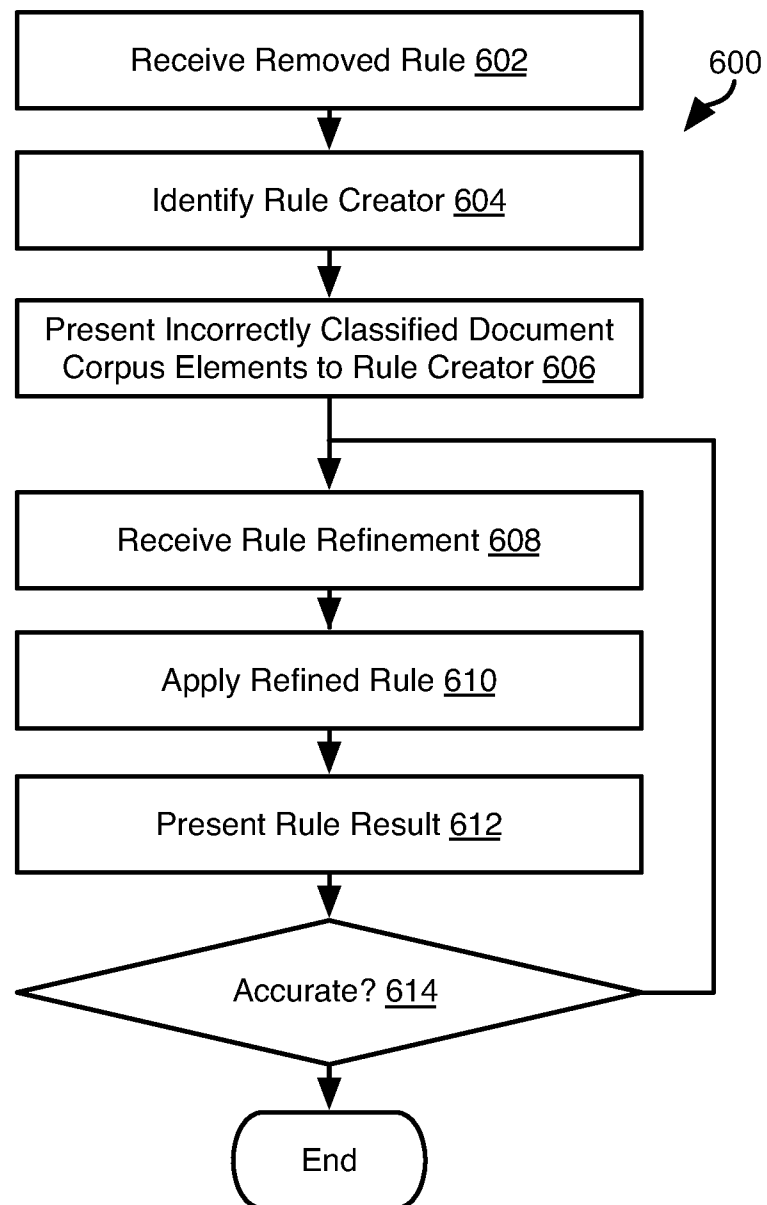 Receive Removed Rule 602
600
Identify Rule Creator 604
Present Incorrectly Classified Document
Corpus Elements to Rule Creator 606
Receive Rule Refinement 608
Apply Refined Rule 610
Present Rule Result 612
Accurate? 614
End